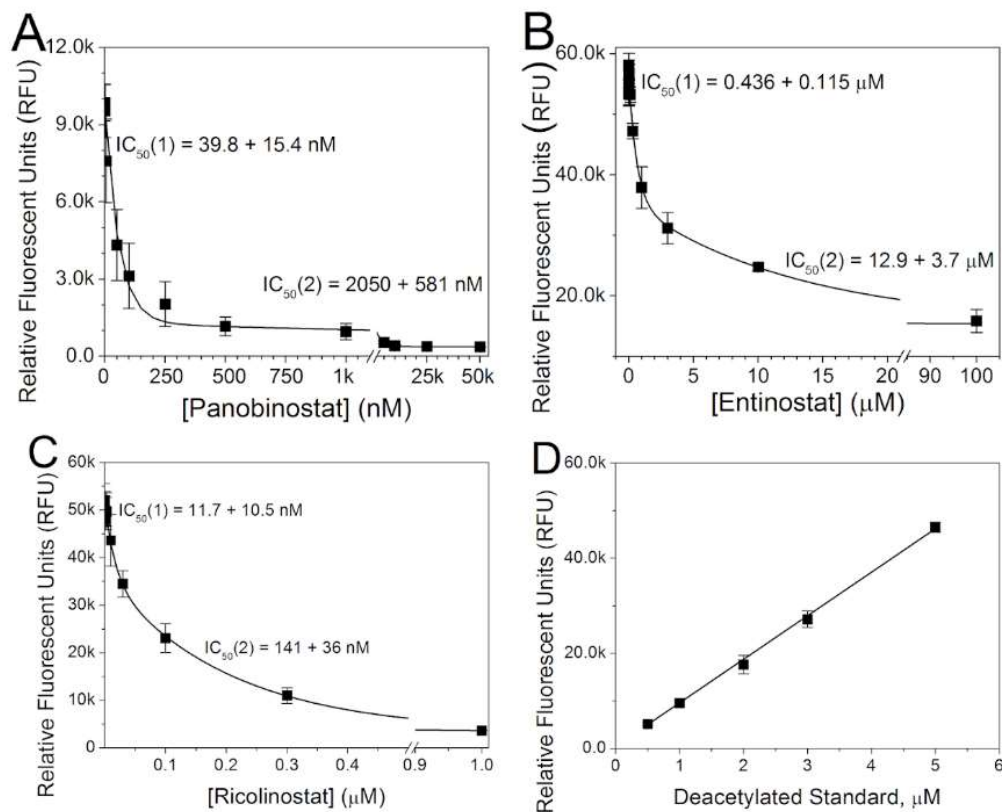 A
Relative Fluorescent Units (RFU)
12.0k
9.0k
6.0k
3.0k
0.0
IC50(1) = 39.8 + 15.4 nM
IC50(2) = 2050 + 581 nM
0 250 500 750 1k 25k 50k
[Panobinostat] (nM)
B
Relative Fluorescent Units (RFU)
60.0k
40.0k
20.0k
IC50(1) = 0.436 + 0.115 μM
IC50(2) = 12.9 + 3.7 μM
0 5 10 15 20 90 100
[Entinostat] (μM)
C
Relative Fluorescent Units (RFU)
60k
50k
40k
30k
20k
10k
0
IC50(1) = 11.7 + 10.5 nM
IC50(2) = 141 + 36 nM
0.1 0.2 0.3 0.4 0.9 1.0
[Ricolinostat] (μM)
D
Relative Fluorescent Units (RFU)
60.0k
40.0k
20.0k
0.0
0 1 2 3 4 5 6
Deacetylated Standard, μM